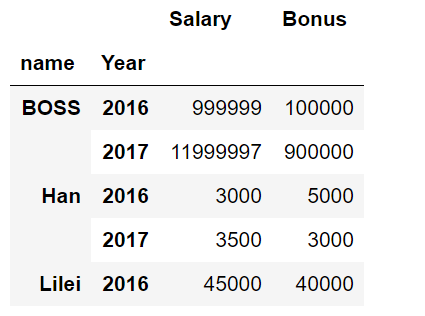 Salary Bonus
name Year
BOSS 2016 999999 100000
2017 11999997 900000
Han 2016 3000 5000
2017 3500 3000
Lilei 2016 45000 40000